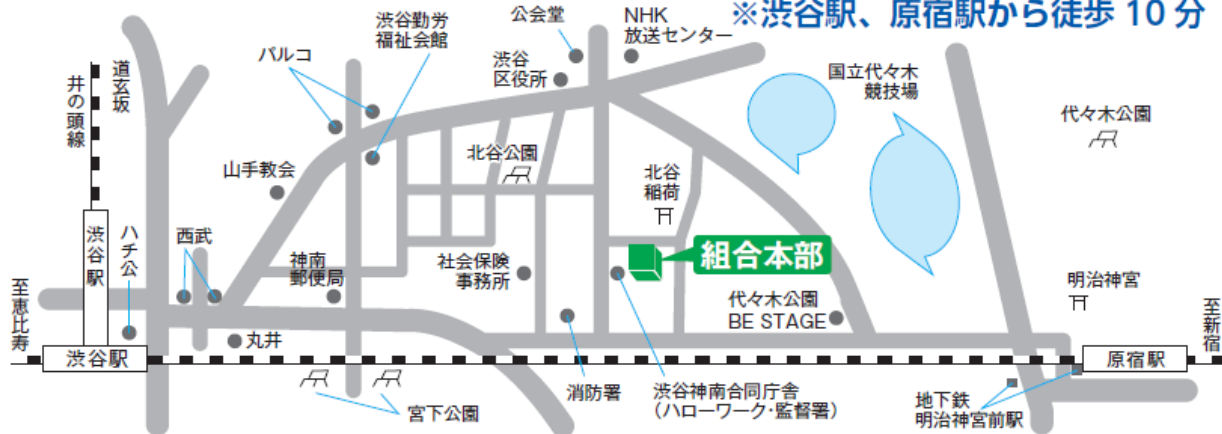 ※渋谷駅、原宿駅から徒歩 10 分
公会堂
NHK
放送センター
渋谷勤労
福祉会館
パルコ
渋谷
区役所
道玄坂
井の頭線
国立代々木
競技場
代々木公園
北谷公園
山手教会
北谷
稲荷
渋谷駅
ハチ公
西武
神南
郵便局
社会保険
事務所
組合本部
代々木公園
BE STAGE
明治神宮
至恵比寿
至新宿
丸井
渋谷駅
原宿駅
宮下公園
消防署
渋谷神南合同庁舎
（ハローワーク・監督署）
地下鉄
明治神宮前駅